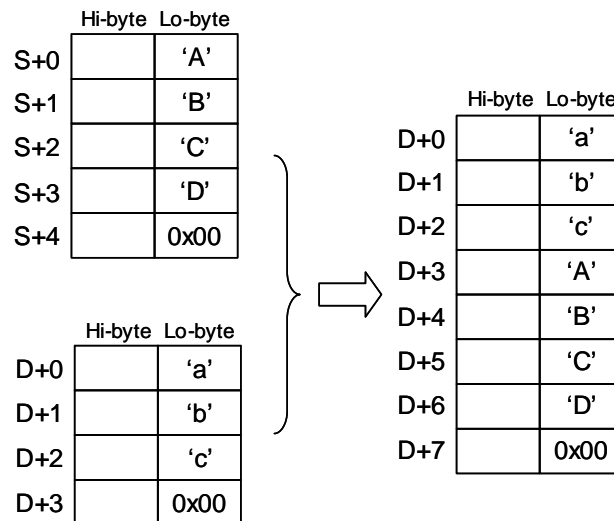 Hi-byte Lo-byte
S+0 ‘A’
S+1 ‘B’
S+2 ‘C’
S+3 ‘D’
S+4 0x00
Hi-byte Lo-byte
D+0 ‘a’
D+1 ‘b’
D+2 ‘c’
D+3 0x00
Hi-byte Lo-byte
D+0 ‘a’
D+1 ‘b’
D+2 ‘c’
D+3 ‘A’
D+4 ‘B’
D+5 ‘C’
D+6 ‘D’
D+7 0x00